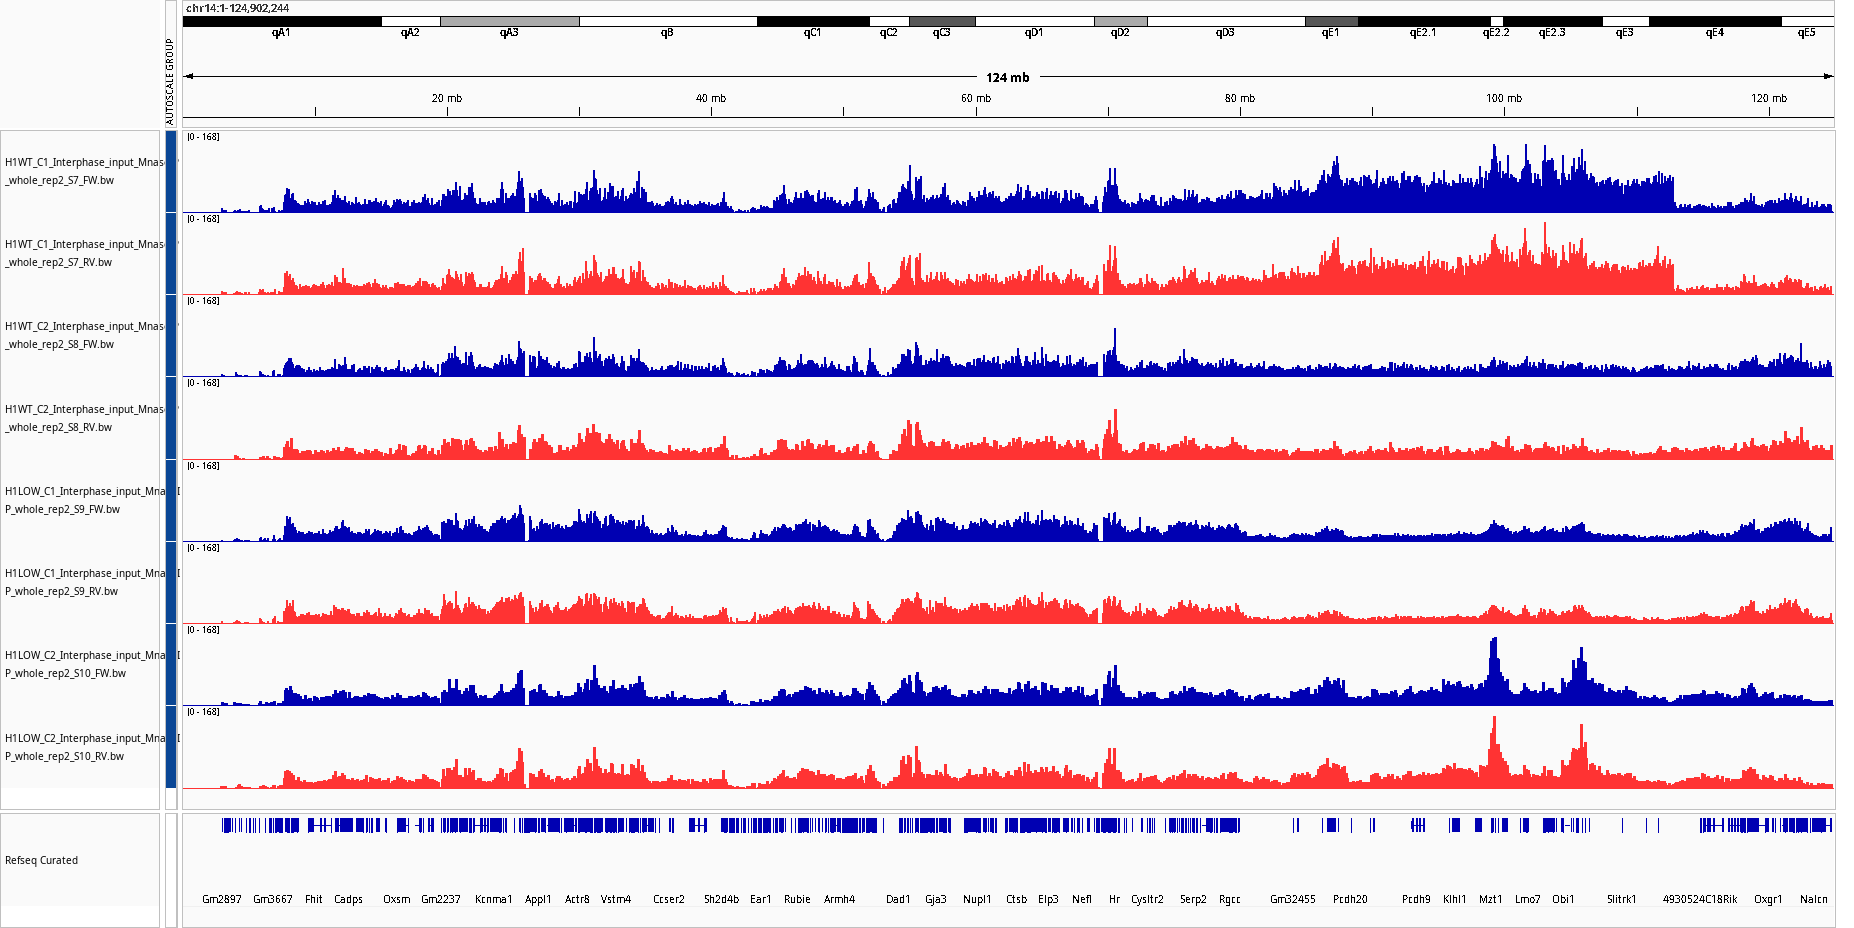 chr14:1-124,902,244
qA1 qA2 qA3 qB qC1 qC2 qC3 qD1 qD2 qD3 qE1 qE2.1 qE2.2 qE2.3 qE3 qE4 qE5
AUTOSCALE GROUP
124 mb
20 mb 40 mb 60 mb 80 mb 100 mb 120 mb
[0 - 168]
H1WT_C1_Interphase_input_Mnase
_whole_rep2_S7_FW.bw
[0 - 168]
H1WT_C1_Interphase_input_Mnase
_whole_rep2_S7_RV.bw
[0 - 168]
H1WT_C2_Interphase_input_Mnase
_whole_rep2_S8_FW.bw
[0 - 168]
H1WT_C2_Interphase_input_Mnase
_whole_rep2_S8_RV.bw
[0 - 168]
H1LOW_C1_Interphase_input_Mna
P_whole_rep2_S9_FW.bw
[0 - 168]
H1LOW_C1_Interphase_input_Mna
P_whole_rep2_S9_RV.bw
[0 - 168]
H1LOW_C2_Interphase_input_Mna
P_whole_rep2_S10_FW.bw
[0 - 168]
H1LOW_C2_Interphase_input_Mna
P_whole_rep2_S10_RV.bw
Refseq Curated
Gm2897 Gm3667 Fhit Cadps Oxsm Gm2237 Kcnma1 Appl1 Actr8 Vstm4 Ccser2 Sh2d4b Ear1 Rubie Armh4 Dad1 Gja3 Nupl1 Ctsb Elp3 Nefl Hr Cysltr2 Serp2 Rgcc Gm32455 Pcdh20 Pcdh9 Klhl1 Mzt1 Lmo7 Obi1 Slitrk1 4930524C18Rik Oxgr1 Nalcn